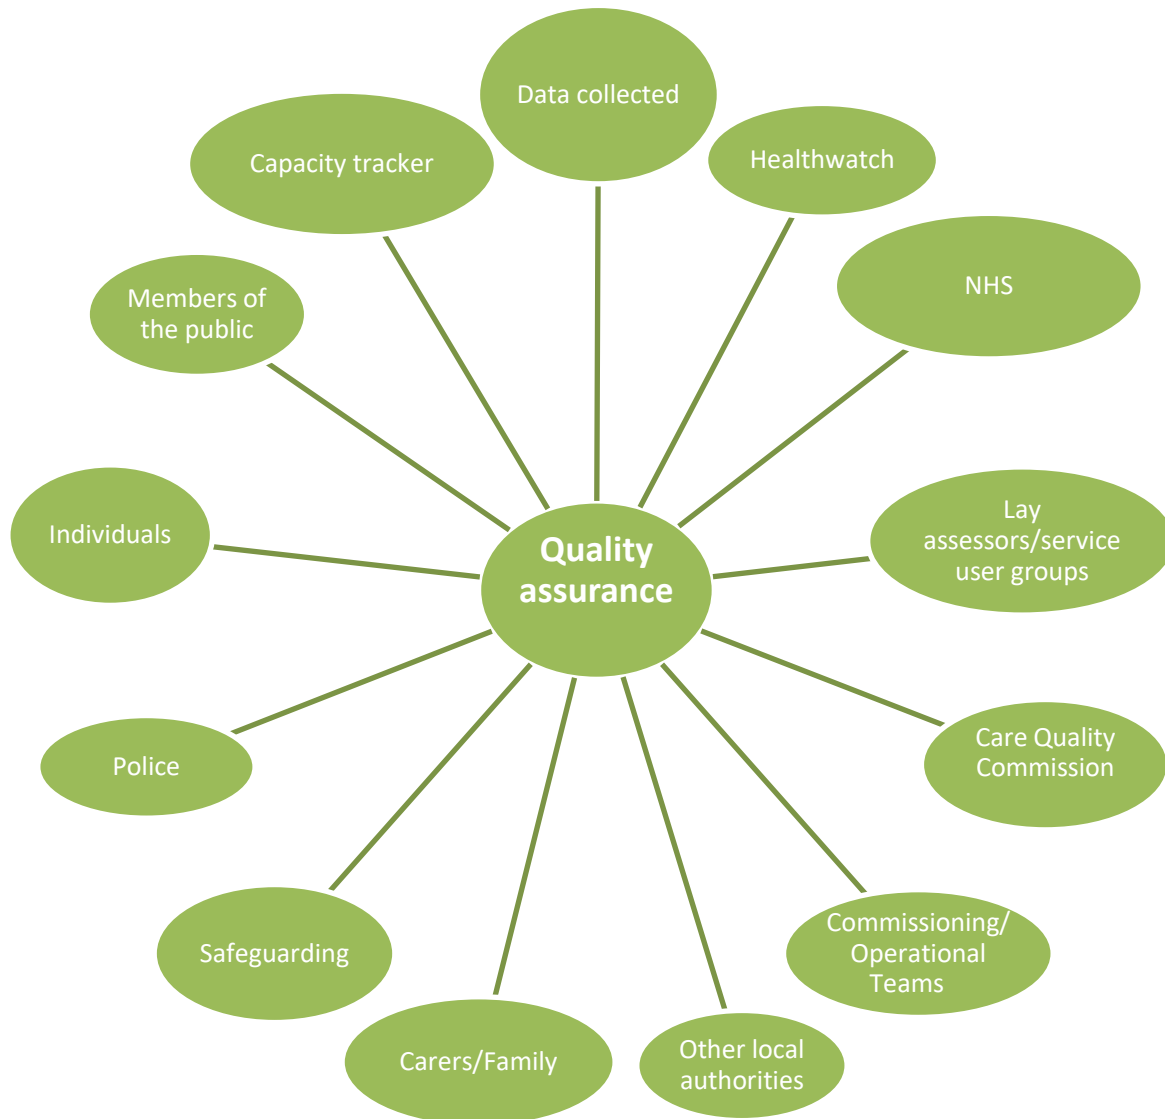 Data collected
Capacity tracker
Healthwatch
Members of
the public
NHS
Individuals
Lay
assessors/service
user groups
Quality
assurance
Police
Care Quality
Commission
Safeguarding
Commissioning/
Operational
Teams
Carers/Family
Other local
authorities